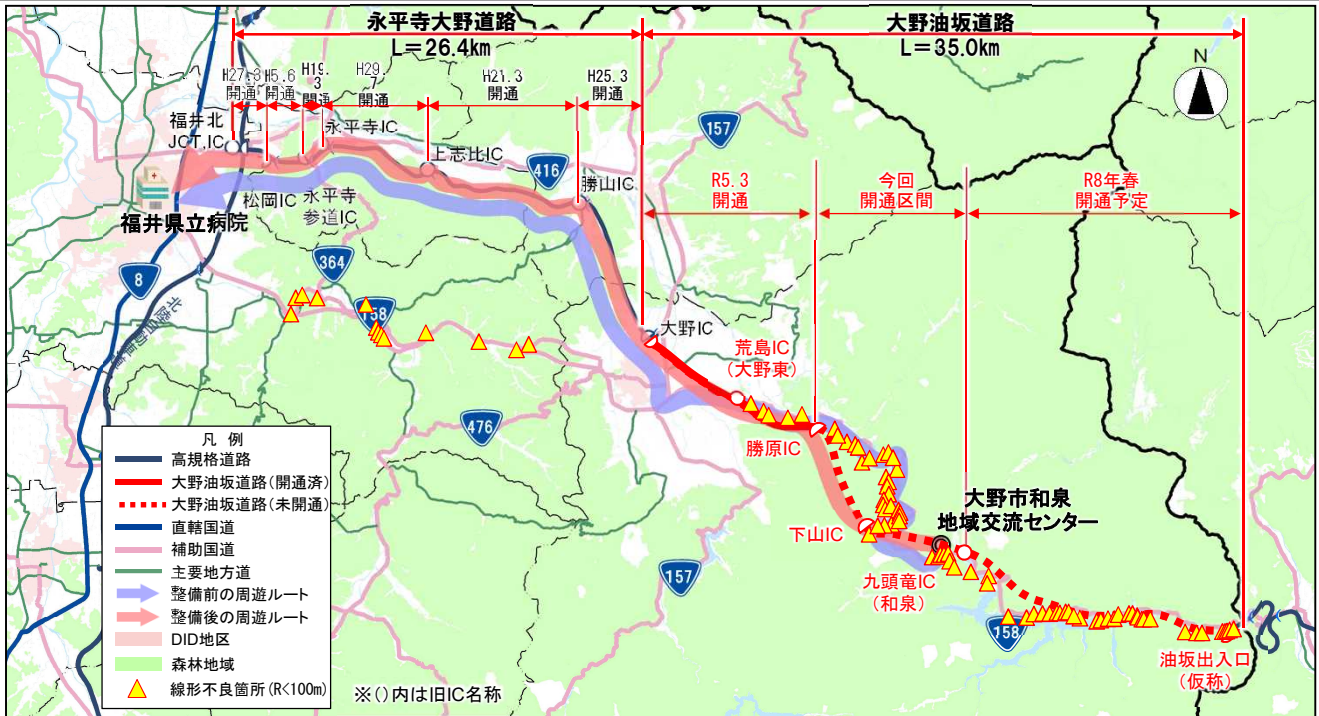 永平寺大野道路
L=26.4km
大野油坂道路
L=35.0km
H27.3
開通
H5.6
開通
H19.
3
開通
H29.
7
開通
H21.3
開通
H25.3
開通
N
157
福井北
JCT,IC
永平寺IC
上志比IC
416
勝山IC
R5.3
開通
今回
開通区間
R8年春
開通予定
松岡IC
永平寺
参道IC
福井県立病院
8
364
158
大野IC
荒島IC
(大野東)
476
勝原IC
大野市和泉
地域交流センター
下山IC
九頭竜IC
(和泉)
157
158
油坂出入口
(仮称)
凡 例
高規格道路
大野油坂道路(開通済)
大野油坂道路(未開通)
直轄国道
補助国道
主要地方道
整備前の周遊ルート
整備後の周遊ルート
DID地区
森林地域
線形不良箇所(R<100m)
※()内は旧IC名称